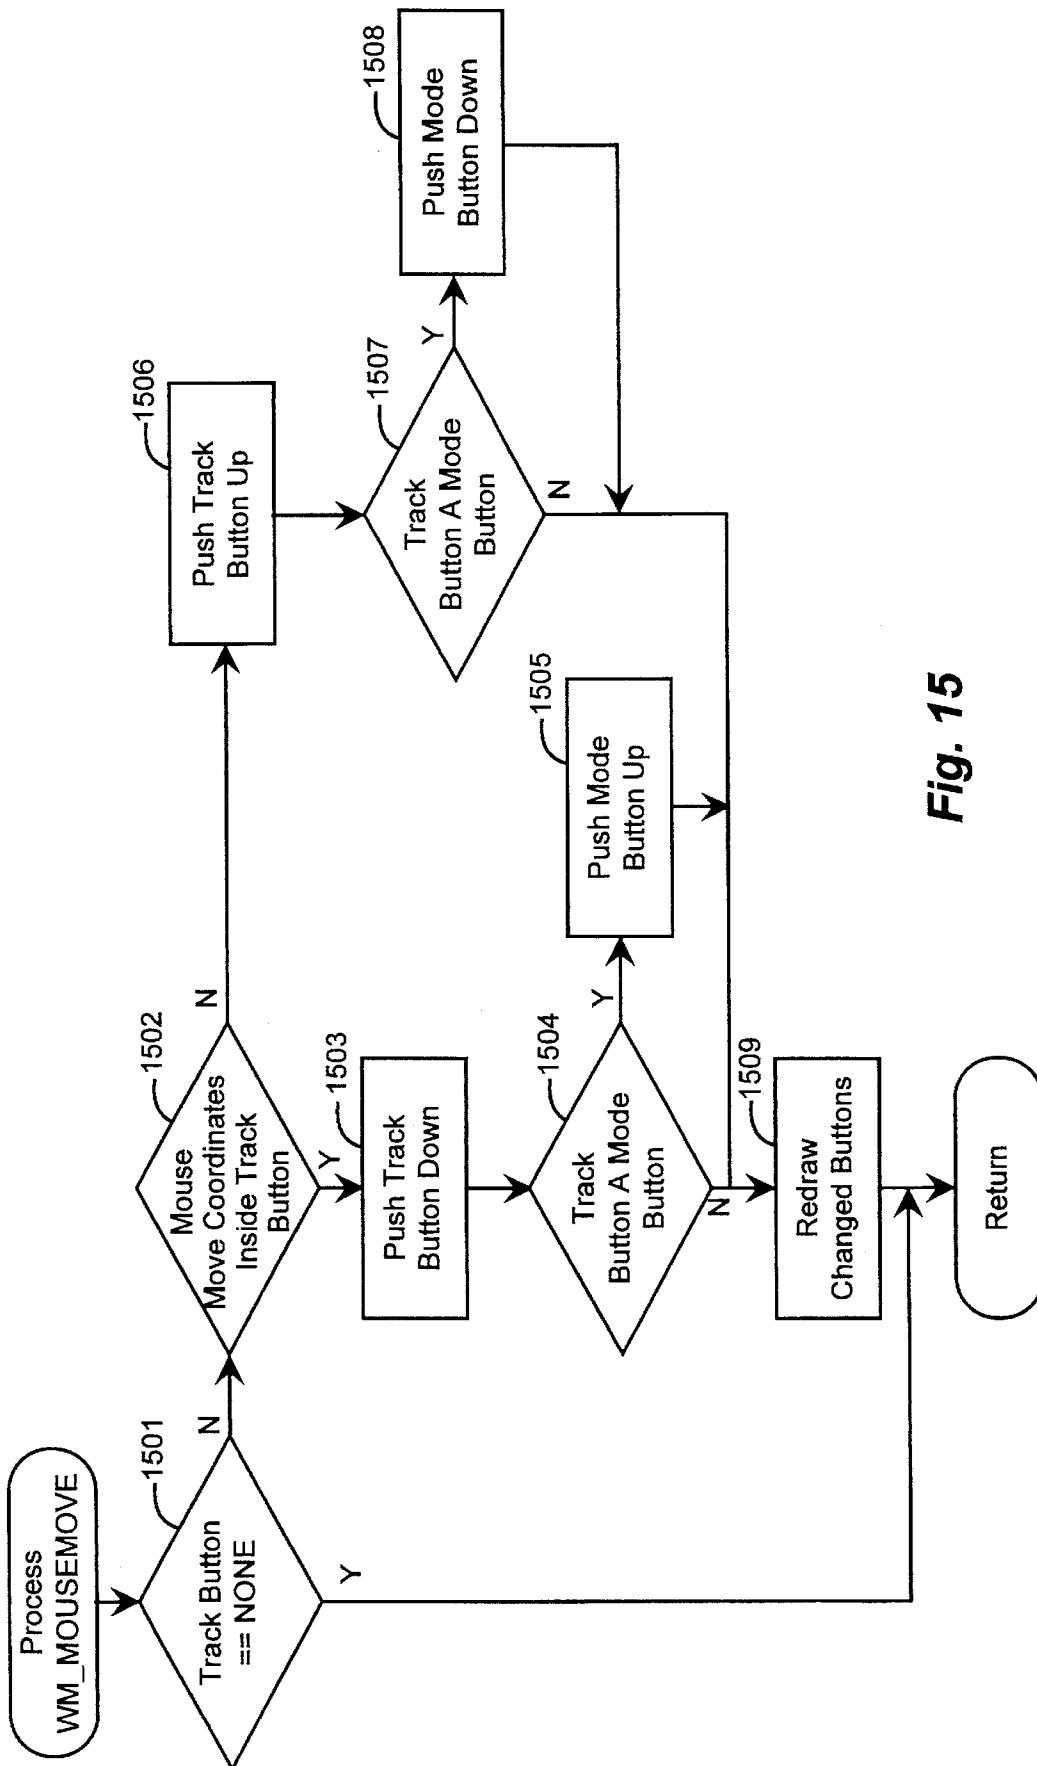 Process
WM_MOUSEMOVE
1501
Track Button
== NONE
N
Y
1502
Mouse
Move Coordinates
Inside Track
Button
N
Y
1503
Push Track
Button Down
1504
Track
Button A Mode
Button
Y
N
1505
Push Mode
Button Up
1506
Push Track
Button Up
1507
Track
Button A Mode
Button
Y
N
1508
Push Mode
Button Down
1509
Redraw
Changed Buttons
Return
Fig. 15